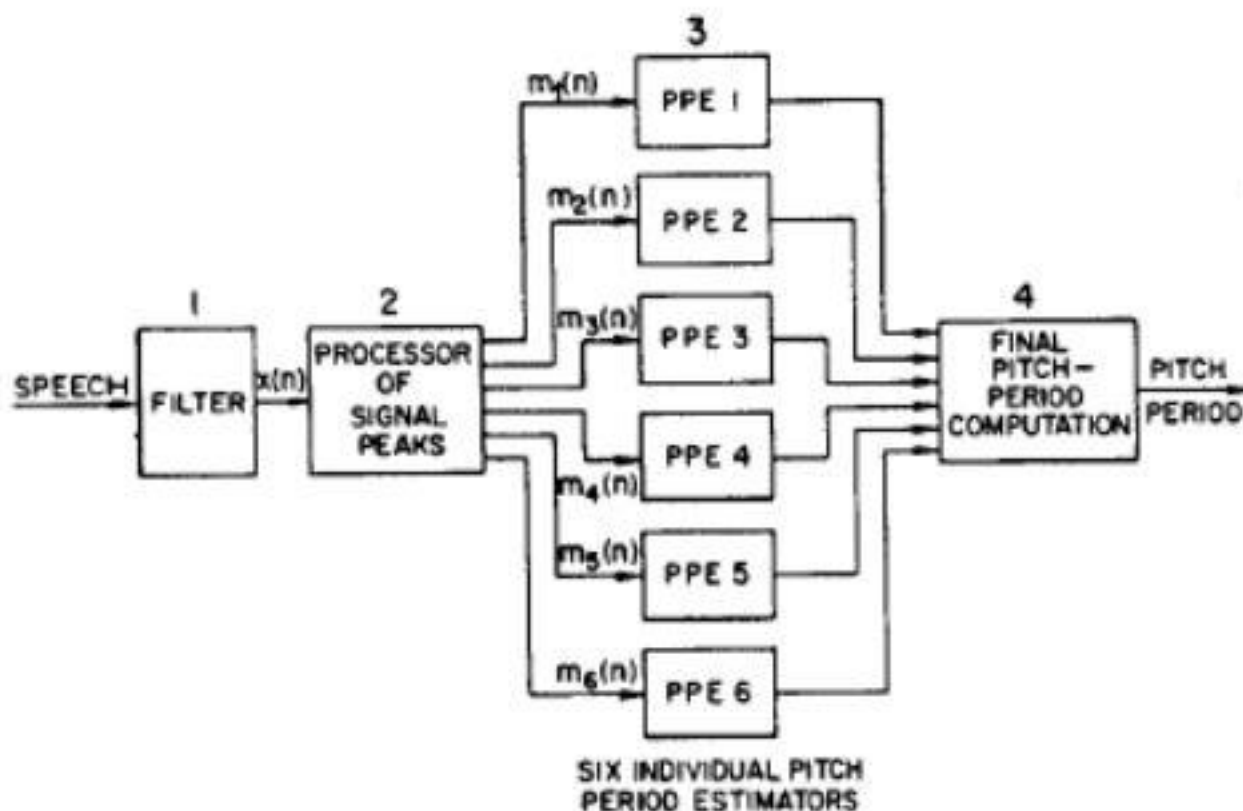 3
m₁(n)
PPE 1
m₂(n)
PPE 2
1
2
m₃(n)
PPE 3
4
SPEECH
FILTER
x(n)
PROCESSOR
OF
SIGNAL
PEAKS
FINAL
PITCH-
PERIOD
COMPUTATION
PITCH
PERIOD
PPE 4
m₄(n)
m₅(n)
PPE 5
m₆(n)
PPE 6
SIX INDIVIDUAL PITCH
PERIOD ESTIMATORS